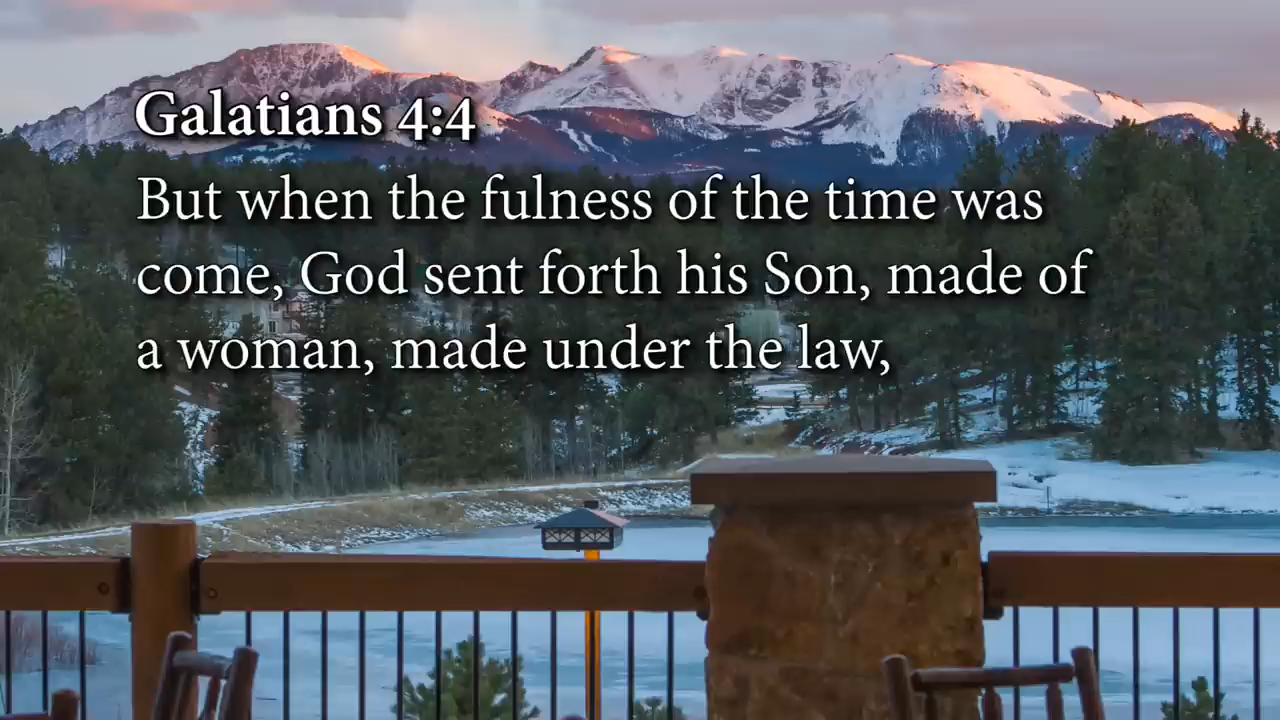 Galatians 4:4
But when the fulness of the time was
come, God sent forth his Son, made of
a woman, made under the law,